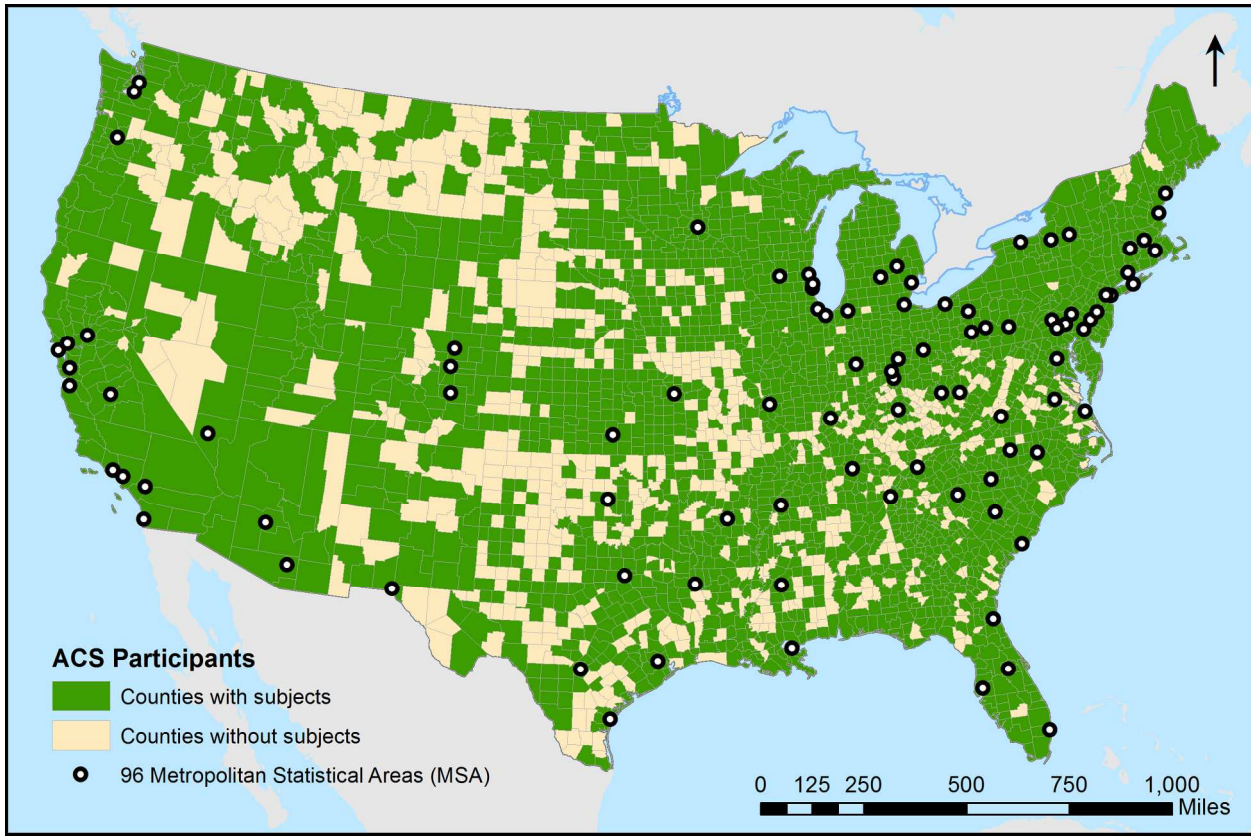 ACS Participants
Counties with subjects
Counties without subjects
96 Metropolitan Statistical Areas (MSA)
0 125 250 500 750 1,000
Miles